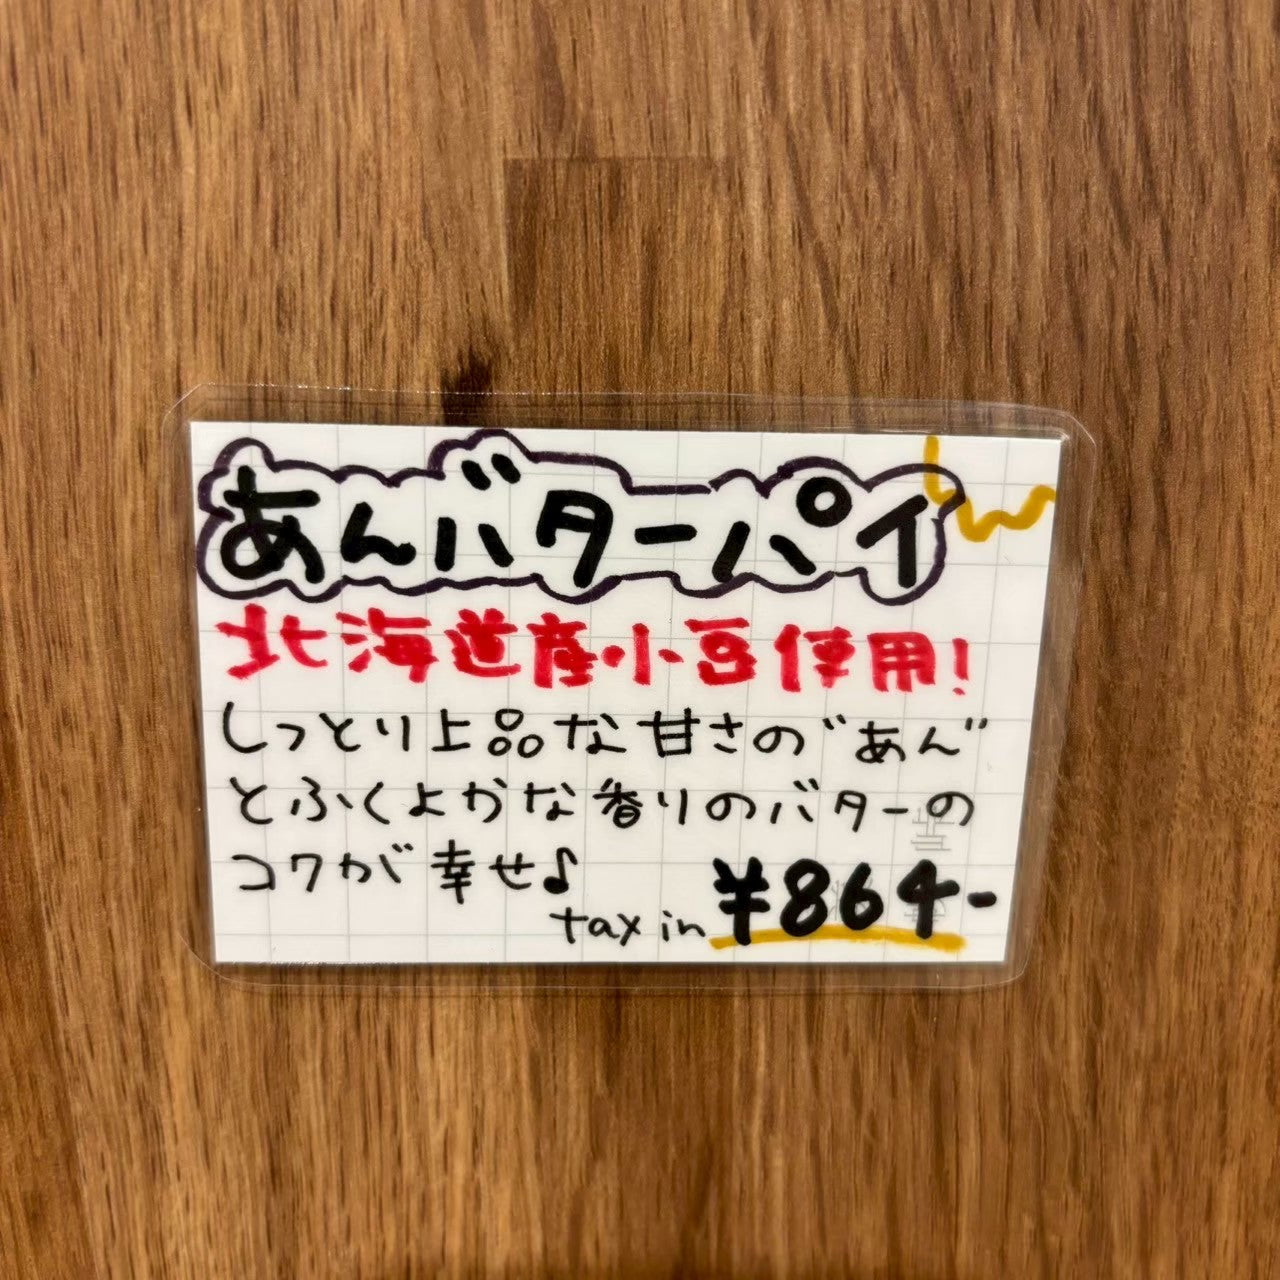 あんバターパイ
北海道産小豆使用!
しっとり上品な甘さの"あん"
とふくよかな香りのバターの
コクが幸せ♪
tax in ¥864-